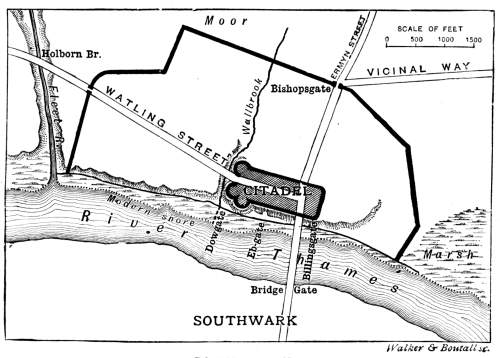 Moor
SCALE OF FEET
0 500 1000 1500
ERMYN STREET
Holborn Br.
VICINAL WAY
Bishopsgate
Fleet R.
WATLING STREET
Wallbrook
CITADEL
Modern shore
River Thames
Dowgate
Ebgate
Billingsgate
Marsh
Bridge Gate
SOUTHWARK
Walker & Boutall sc.